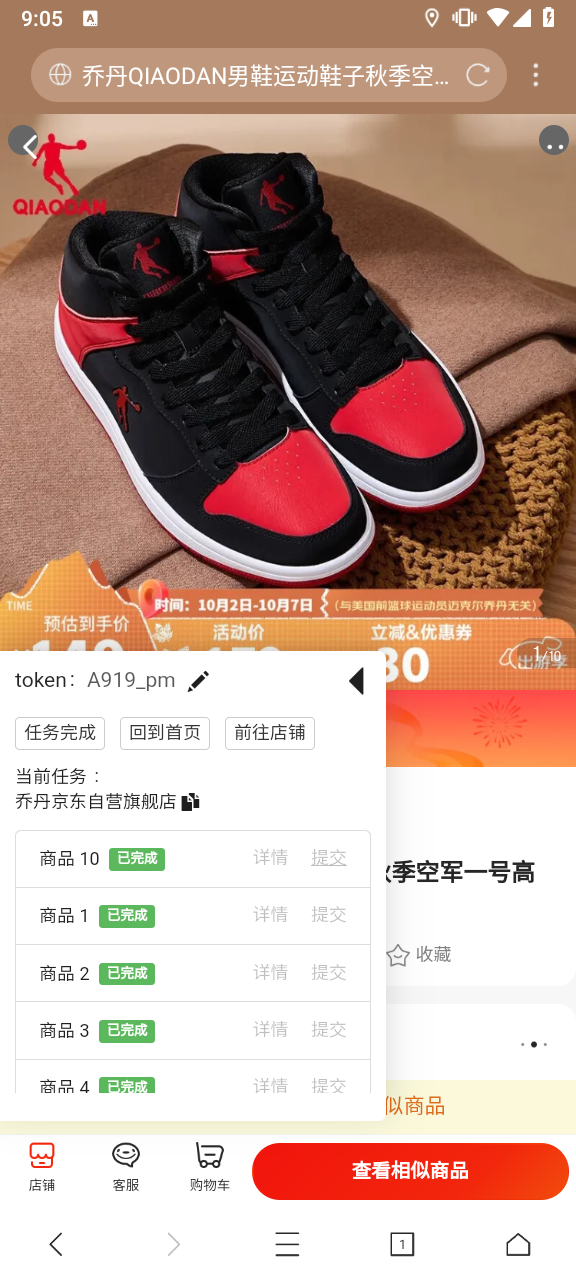 9:05
A
乔丹QIAODAN男鞋运动鞋子秋季空...
QIAODAN
TIME
时间：10月2日-10月7日
（与美国前篮球运动员迈克尔乔丹无关）
预估到手价
活动价
立减&优惠券
30
1/10
出游季
token： A919_pm
任务完成
回到首页
前往店铺
当前任务：
乔丹京东自营旗舰店
商品 10 已完成 详情 提交
商品 1 已完成 详情 提交
商品 2 已完成 详情 提交
商品 3 已完成 详情 提交
商品 4 已完成 详情 提交
秋季空军一号高
收藏
似商品
店铺
客服
购物车
查看相似商品
1